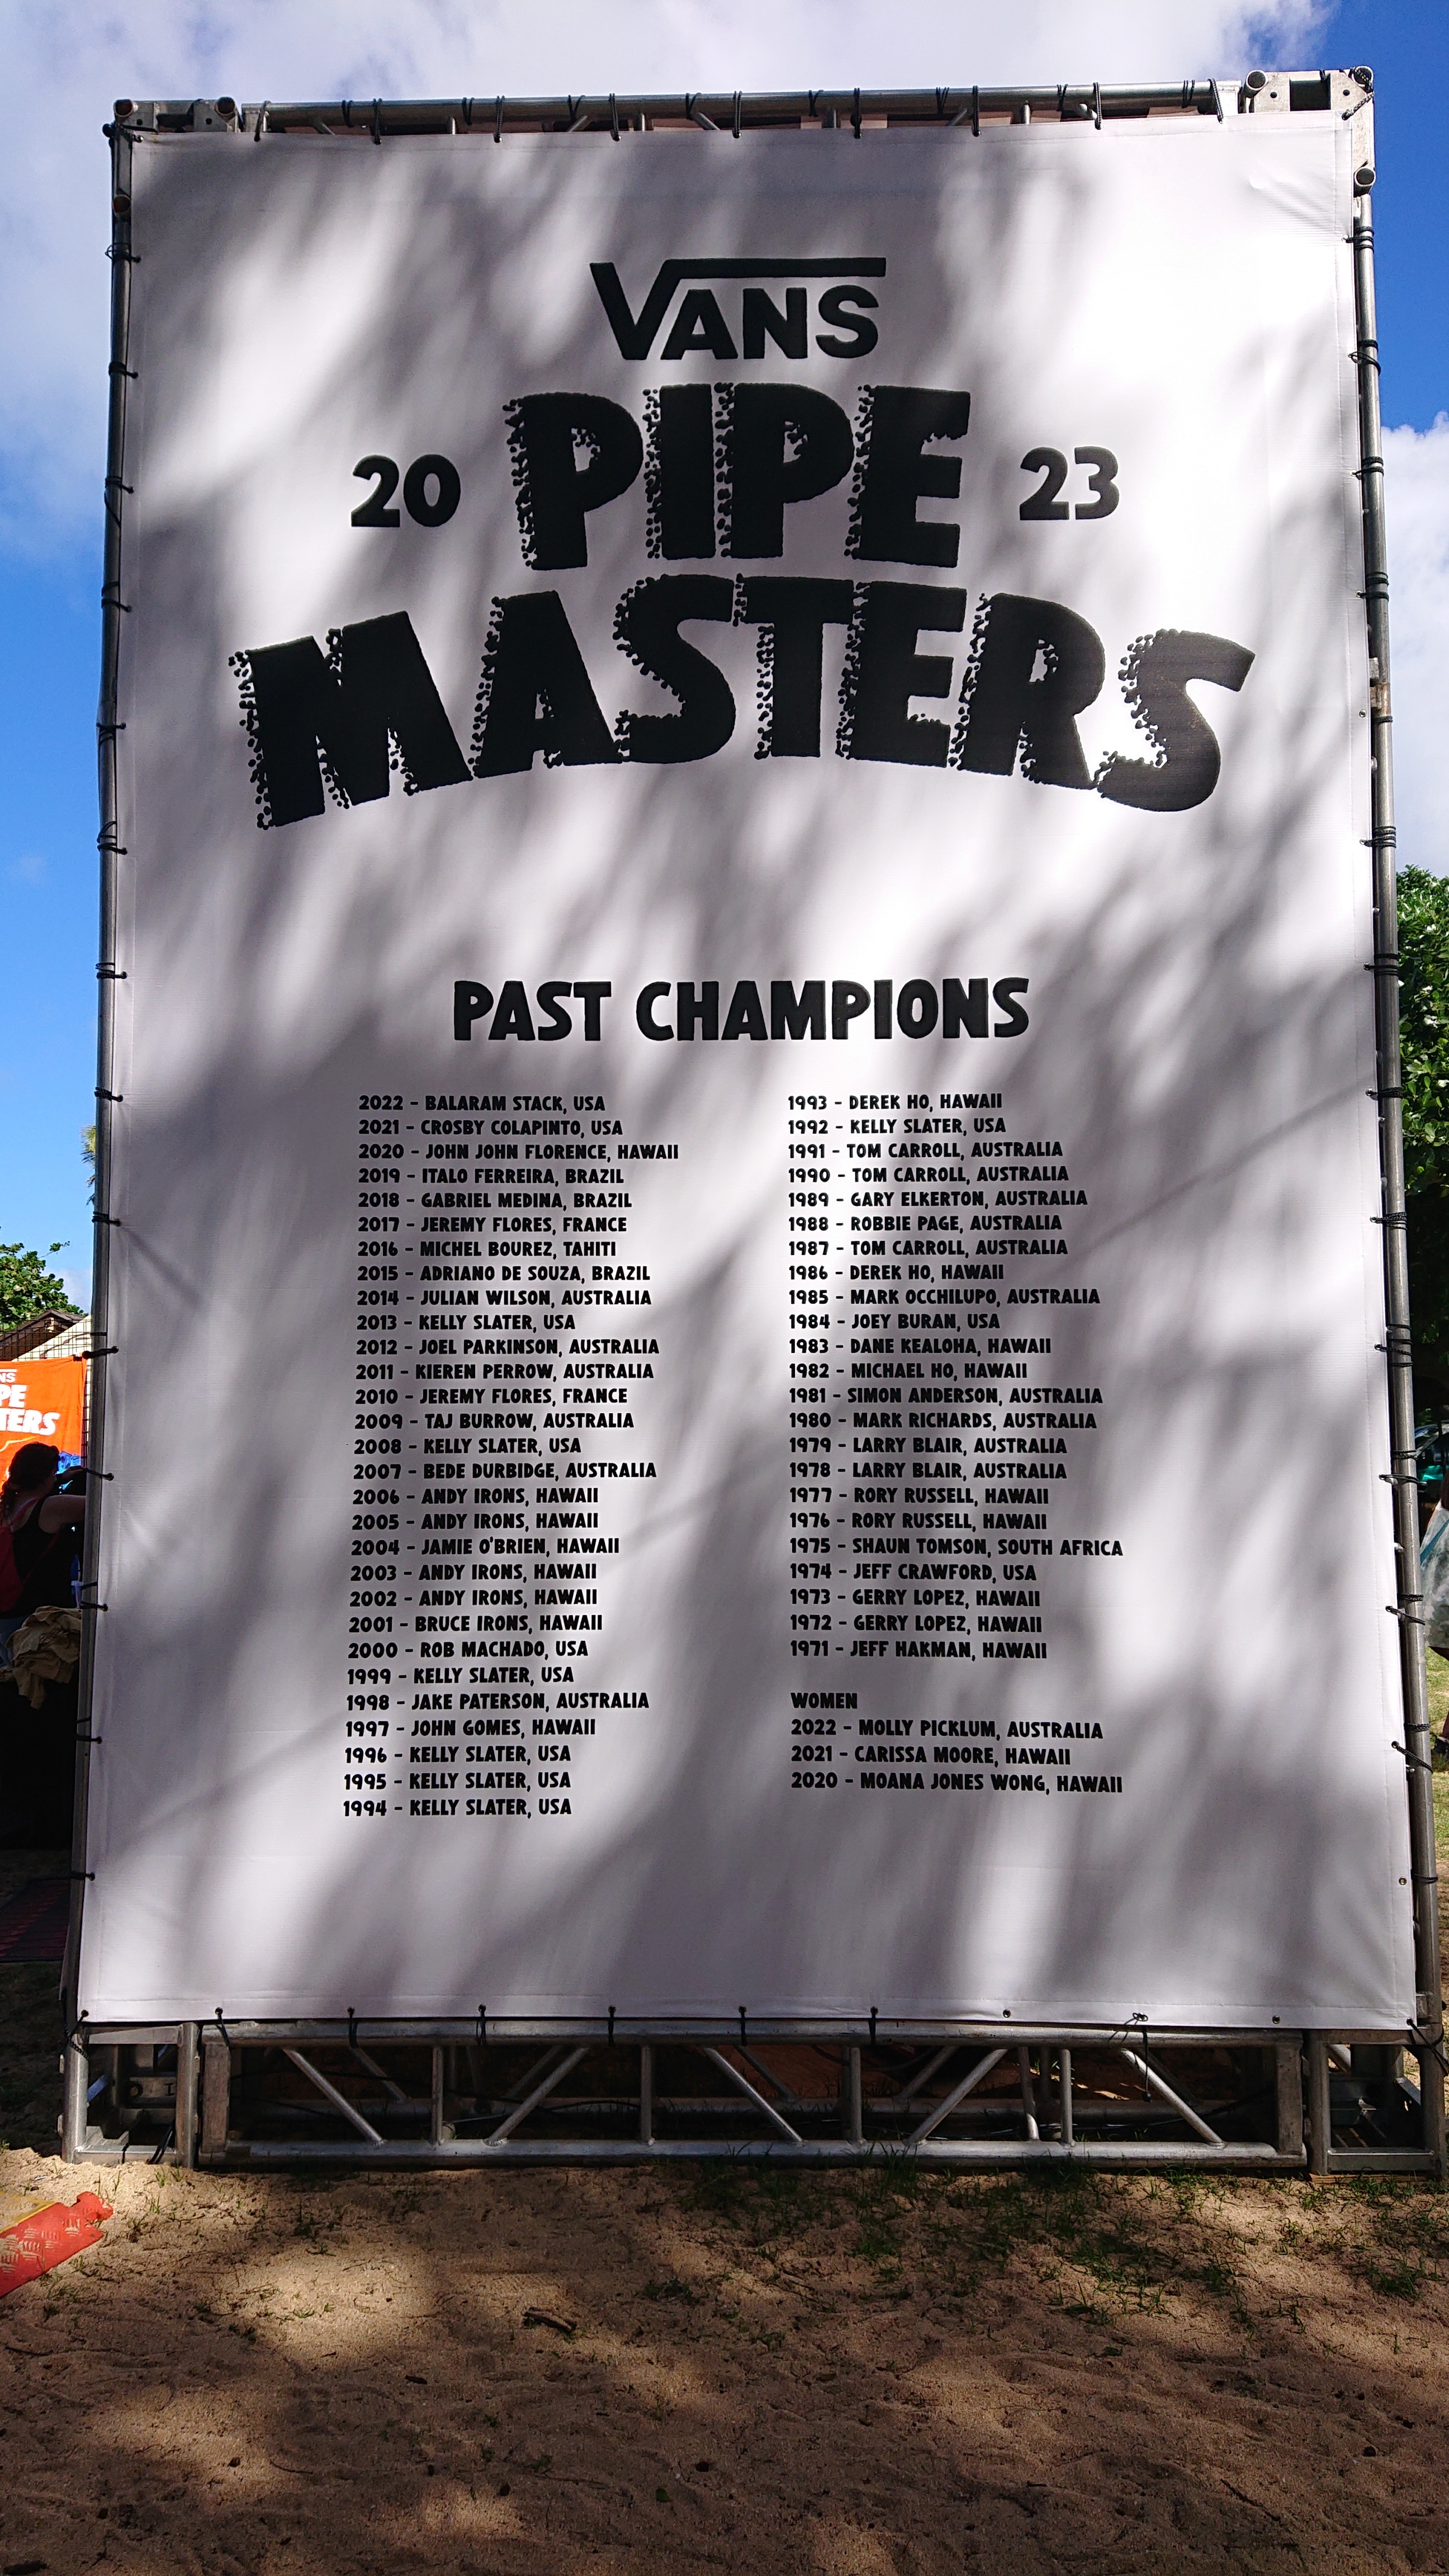 VANS
20 PIPE 23
MASTERS
PAST CHAMPIONS
2022 - BALARAM STACK, USA
2021 - CROSBY COLAPINTO, USA
2020 - JOHN JOHN FLORENCE, HAWAII
2019 - ITALO FERREIRA, BRAZIL
2018 - GABRIEL MEDINA, BRAZIL
2017 - JEREMY FLORES, FRANCE
2016 - MICHEL BOUREZ, TAHITI
2015 - ADRIANO DE SOUZA, BRAZIL
2014 - JULIAN WILSON, AUSTRALIA
2013 - KELLY SLATER, USA
2012 - JOEL PARKINSON, AUSTRALIA
2011 - KIEREN PERROW, AUSTRALIA
2010 - JEREMY FLORES, FRANCE
2009 - TAJ BURROW, AUSTRALIA
2008 - KELLY SLATER, USA
2007 - BEDE DURBIDGE, AUSTRALIA
2006 - ANDY IRONS, HAWAII
2005 - ANDY IRONS, HAWAII
2004 - JAMIE O'BRIEN, HAWAII
2003 - ANDY IRONS, HAWAII
2002 - ANDY IRONS, HAWAII
2001 - BRUCE IRONS, HAWAII
2000 - ROB MACHADO, USA
1999 - KELLY SLATER, USA
1998 - JAKE PATERSON, AUSTRALIA
1997 - JOHN GOMES, HAWAII
1996 - KELLY SLATER, USA
1995 - KELLY SLATER, USA
1994 - KELLY SLATER, USA
1993 - DEREK HO, HAWAII
1992 - KELLY SLATER, USA
1991 - TOM CARROLL, AUSTRALIA
1990 - TOM CARROLL, AUSTRALIA
1989 - GARY ELKERTON, AUSTRALIA
1988 - ROBBIE PAGE, AUSTRALIA
1987 - TOM CARROLL, AUSTRALIA
1986 - DEREK HO, HAWAII
1985 - MARK OCCHILUPO, AUSTRALIA
1984 - JOEY BURAN, USA
1983 - DANE KEALOHA, HAWAII
1982 - MICHAEL HO, HAWAII
1981 - SIMON ANDERSON, AUSTRALIA
1980 - MARK RICHARDS, AUSTRALIA
1979 - LARRY BLAIR, AUSTRALIA
1978 - LARRY BLAIR, AUSTRALIA
1977 - RORY RUSSELL, HAWAII
1976 - RORY RUSSELL, HAWAII
1975 - SHAUN TOMSON, SOUTH AFRICA
1974 - JEFF CRAWFORD, USA
1973 - GERRY LOPEZ, HAWAII
1972 - GERRY LOPEZ, HAWAII
1971 - JEFF HAKMAN, HAWAII
WOMEN
2022 - MOLLY PICKLUM, AUSTRALIA
2021 - CARISSA MOORE, HAWAII
2020 - MOANA JONES WONG, HAWAII